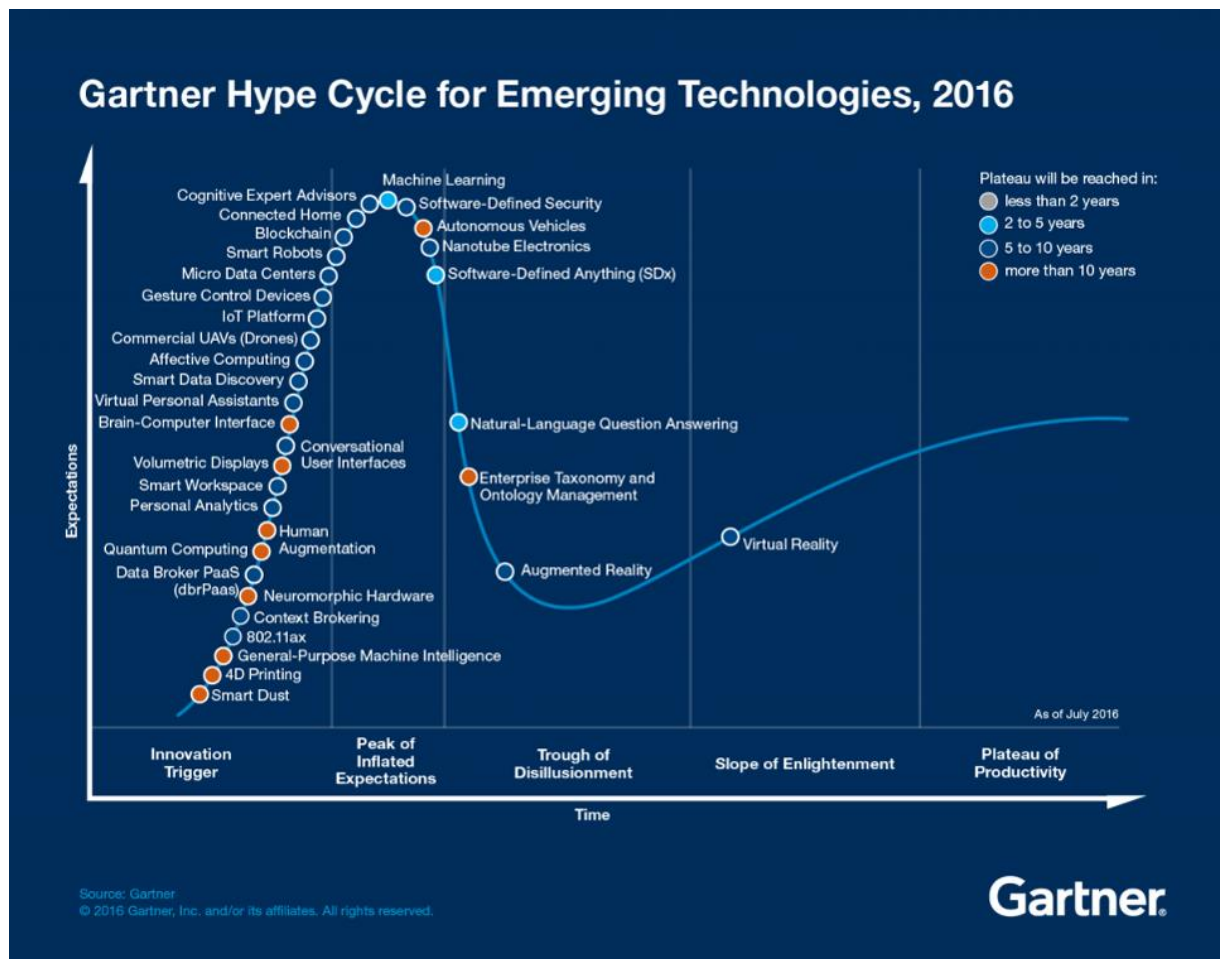 Gartner Hype Cycle for Emerging Technologies, 2016
Plateau will be reached in:
less than 2 years
2 to 5 years
5 to 10 years
more than 10 years
Expectations
Machine Learning
Cognitive Expert Advisors
Software-Defined Security
Connected Home
Autonomous Vehicles
Blockchain
Nanotube Electronics
Smart Robots
Micro Data Centers
Software-Defined Anything (SDx)
Gesture Control Devices
IoT Platform
Commercial UAVs (Drones)
Affective Computing
Smart Data Discovery
Virtual Personal Assistants
Brain-Computer Interface
Natural-Language Question Answering
Conversational
User Interfaces
Volumetric Displays
Enterprise Taxonomy and
Ontology Management
Smart Workspace
Personal Analytics
Human
Augmentation
Quantum Computing
Virtual Reality
Data Broker PaaS
(dbrPaas)
Augmented Reality
Neuromorphic Hardware
Context Brokering
802.11ax
General-Purpose Machine Intelligence
4D Printing
Smart Dust
As of July 2016
Innovation
Trigger
Peak of
Inflated
Expectations
Trough of
Disillusionment
Slope of Enlightenment
Plateau of
Productivity
Time
Source: Gartner
© 2016 Gartner, Inc. and/or its affiliates. All rights reserved.
Gartner®